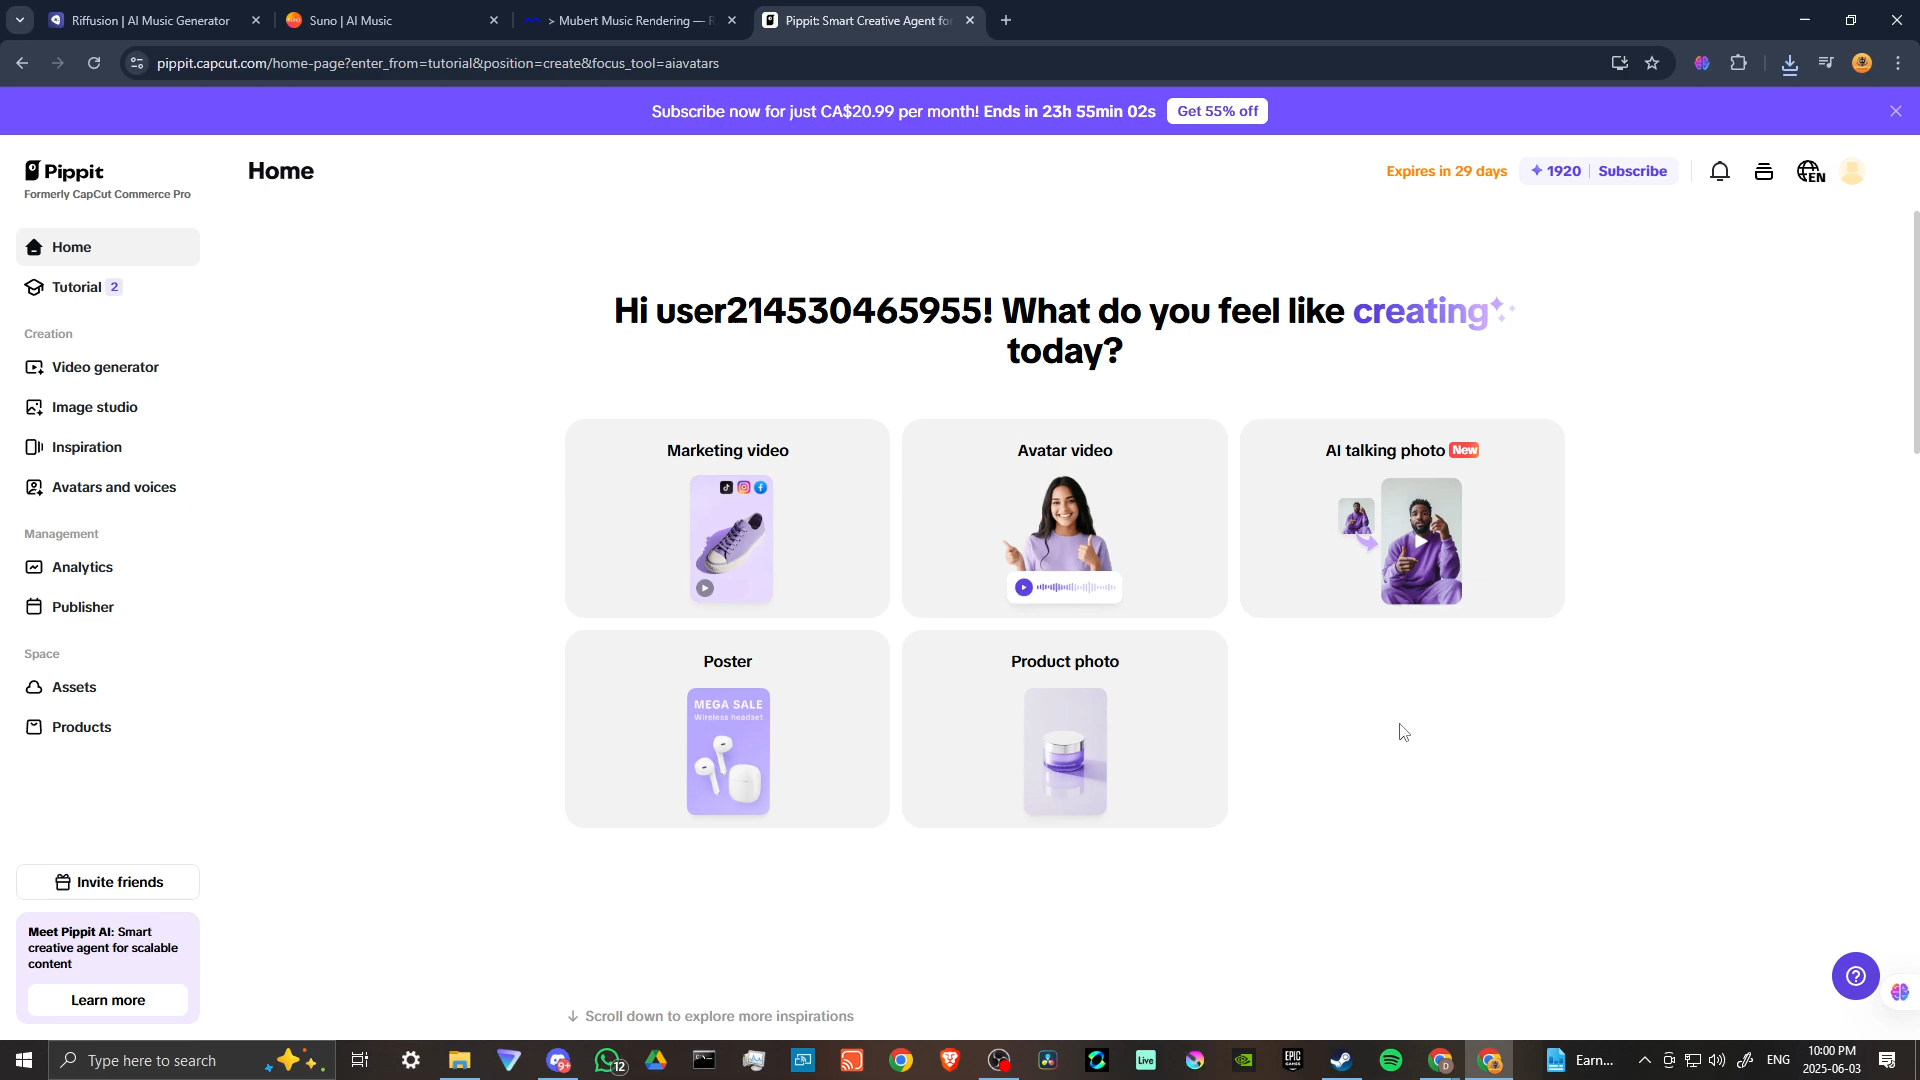 Riffusion | AI Music Generator
Suno | AI Music
> Mubert Music Rendering — R
Pippit: Smart Creative Agent for
pippit.capcut.com/home-page?enter_from=tutorial&position=create&focus_tool=aiavatars
Subscribe now for just CA$20.99 per month! Ends in 23h 55min 02s
Get 55% off
Pippit
Formerly CapCut Commerce Pro
Home
Expires in 29 days
1920
Subscribe
EN
Home
Tutorial 2
Creation
Video generator
Image studio
Inspiration
Avatars and voices
Management
Analytics
Publisher
Space
Assets
Products
Invite friends
Meet Pippit AI: Smart
creative agent for scalable
content
Learn more
Hi user214530465955! What do you feel like creating
today?
Marketing video
Avatar video
AI talking photo New
Poster
MEGA SALE
Wireless headset
Product photo
Scroll down to explore more inspirations
Type here to search
9+
12
Live
EPIC
GAMES
D
Earn...
ENG
10:00 PM
2025-06-03